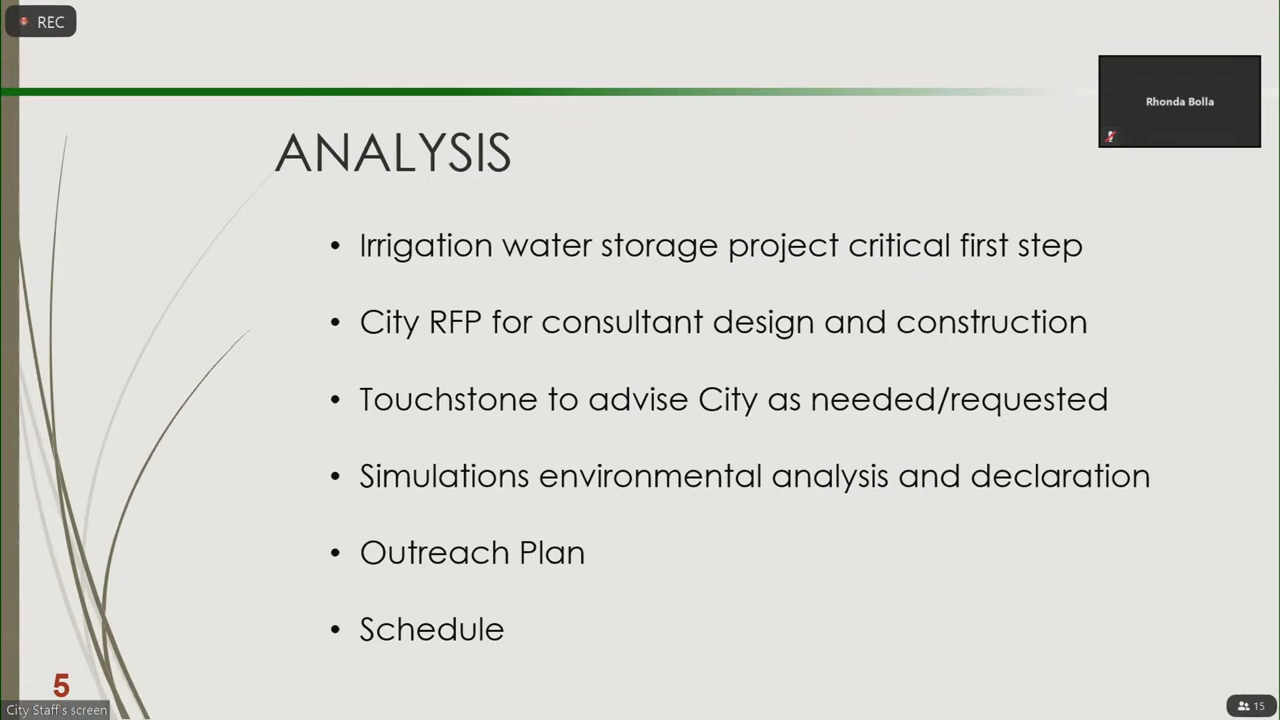 REC
Rhonda Bolla
ANALYSIS
• Irrigation water storage project critical first step
• City RFP for consultant design and construction
• Touchstone to advise City as needed/requested
• Simulations environmental analysis and declaration
• Outreach Plan
• Schedule
5
City Staff's screen
15